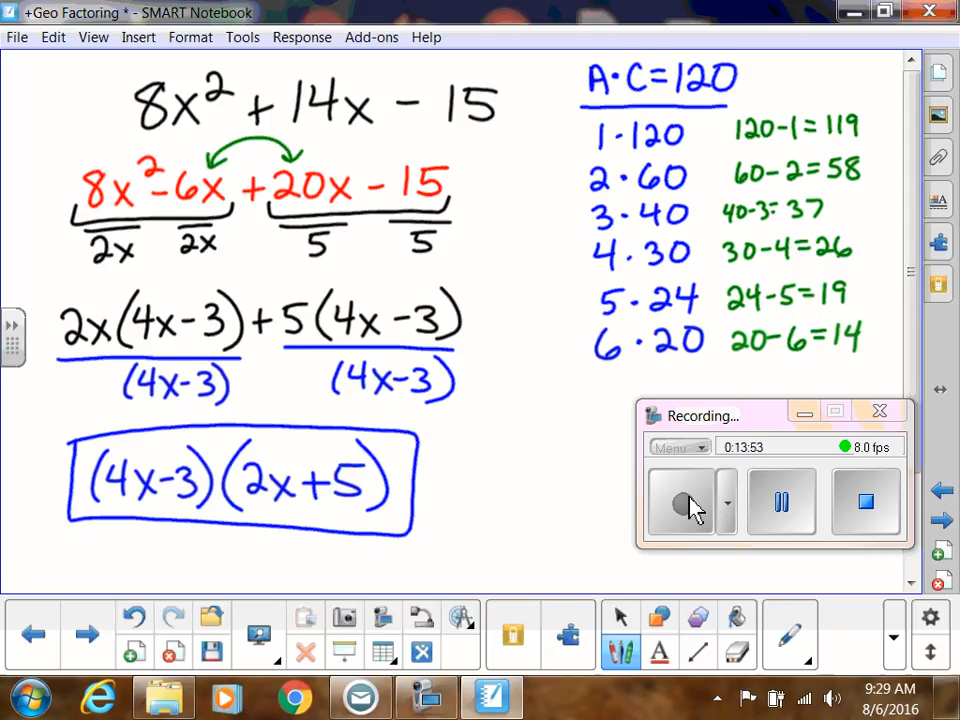 +Geo Factoring * - SMART Notebook
File Edit View Insert Format Tools Response Add-ons Help
8x² + 14x - 15
8x² - 6x + 20x - 15
2x 2x 5 5
2x(4x-3) + 5(4x-3)
(4x-3) (4x-3)
(4x-3)(2x+5)
A·C=120
1·120 120-1=119
2·60 60-2=58
3·40 40-3=37
4·30 30-4=26
5·24 24-5=19
6·20 20-6=14
Recording...
Menu 0:13:53 8.0 fps
9:29 AM
8/6/2016